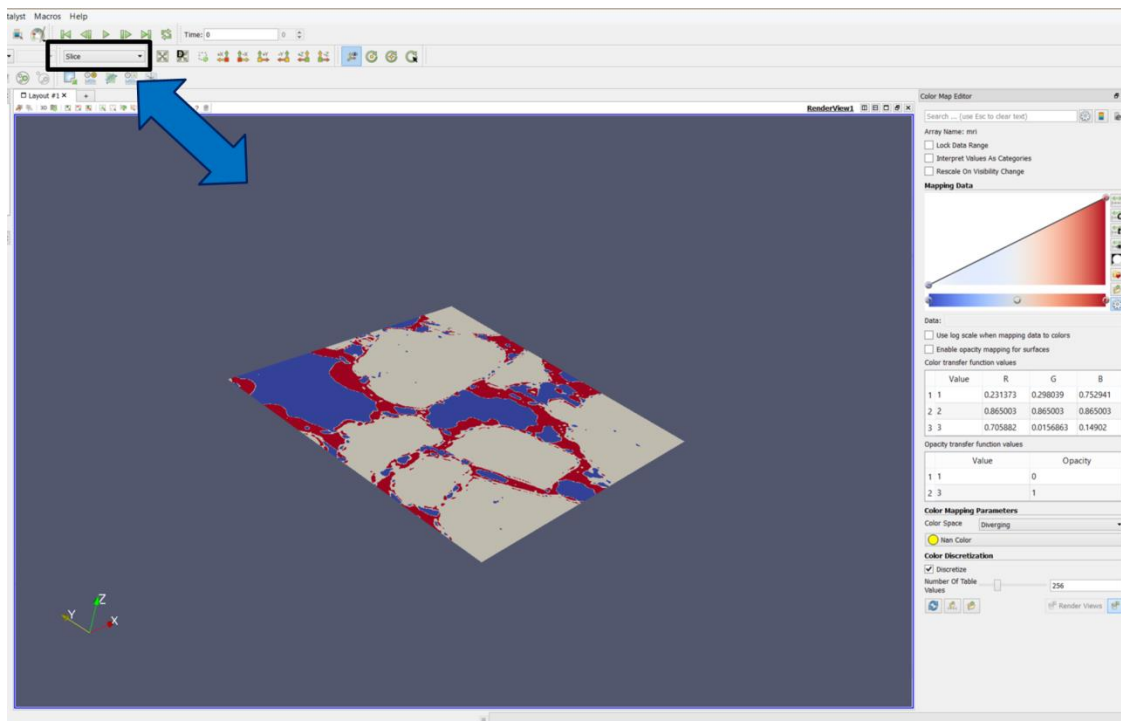 talyst Macros Help
Time: 0 0
Slice
Layout #1
RenderView1
Color Map Editor
Search ... (use Esc to clear text)
Array Name: mri
Lock Data Range
Interpret Values As Categories
Rescale On Visibility Change
Mapping Data
Data:
Use log scale when mapping data to colors
Enable opacity mapping for surfaces
Color transfer function values
Value R G B
1 1 0.231373 0.298039 0.752941
2 2 0.865003 0.865003 0.865003
3 3 0.705882 0.0156863 0.14902
Opacity transfer function values
Value Opacity
1 1 0
2 3 1
Color Mapping Parameters
Color Space Diverging
Nan Color
Color Discretization
Discretize
Number Of Table
Values 256
Render Views
Z
Y
X